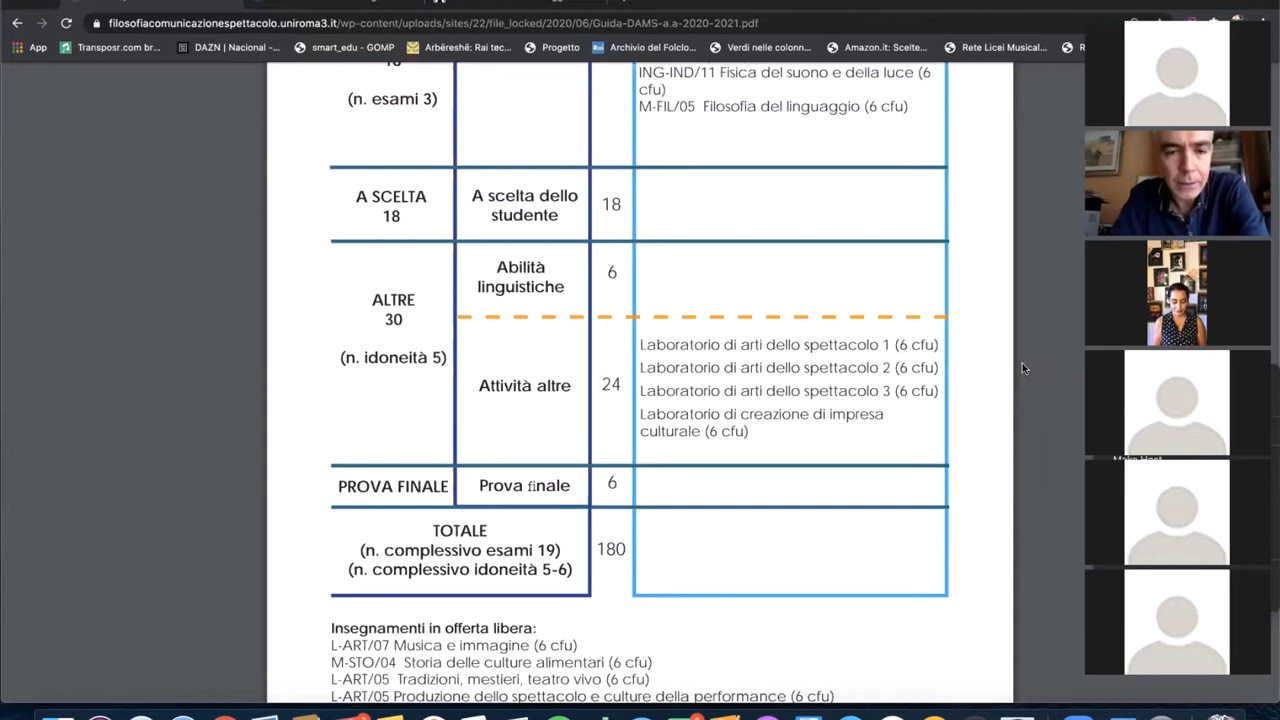 filosofiacomunicazionespettacolo.uniroma3.it/wp-content/uploads/sites/22/file_locked/2020/06/Guida-DAMS-a.a-2020-2021.pdf
App
Transposr.com br...
DAZN | Nacional -...
smart_edu - GOMP
Arbëreshë: Rai tec...
Progetto
Archivio del Folclo...
Verdi nelle colonn...
Amazon.it: Scelte...
Rete Licei Musical...
ING-IND/11 Fisica del suono e della luce (6
cfu)
(n. esami 3)
M-FIL/05 Filosofia del linguaggio (6 cfu)
A SCELTA
18
A scelta dello
studente
18
ALTRE
30
(n. idoneità 5)
Abilità
linguistiche
6
Attività altre
24
Laboratorio di arti dello spettacolo 1 (6 cfu)
Laboratorio di arti dello spettacolo 2 (6 cfu)
Laboratorio di arti dello spettacolo 3 (6 cfu)
Laboratorio di creazione di impresa
culturale (6 cfu)
PROVA FINALE
Prova finale
6
TOTALE
(n. complessivo esami 19)
(n. complessivo idoneità 5-6)
180
Insegnamenti in offerta libera:
L-ART/07 Musica e immagine (6 cfu)
M-STO/04 Storia delle culture alimentari (6 cfu)
L-ART/05 Tradizioni, mestieri, teatro vivo (6 cfu)
L-ART/05 Produzione dello spettacolo e culture della performance (6 cfu)